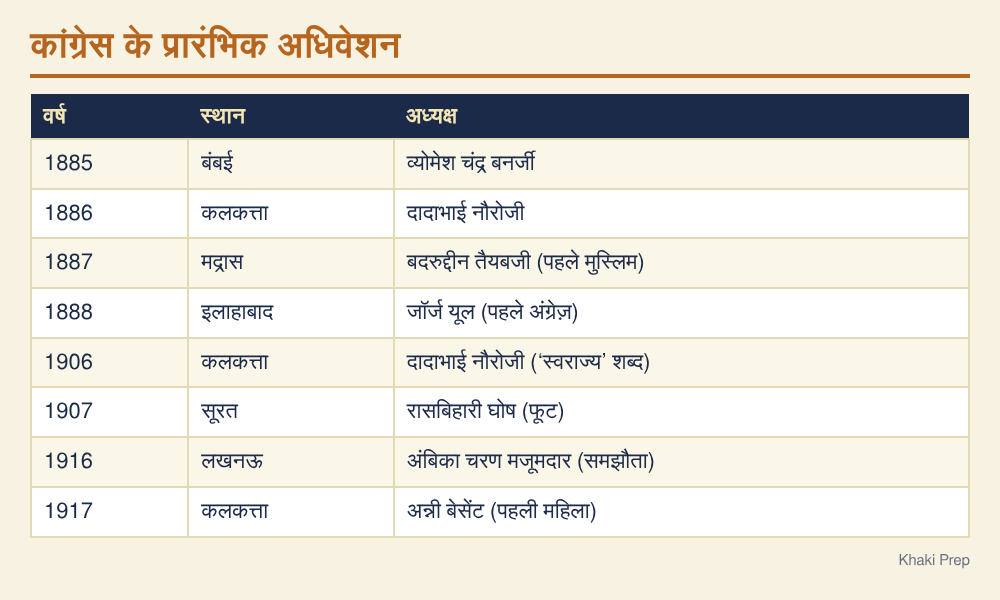 कांग्रेस के प्रारंभिक अधिवेशन
वर्ष स्थान अध्यक्ष
1885 बंबई व्योमेश चंद्र बनर्जी
1886 कलकत्ता दादाभाई नौरोजी
1887 मद्रास बदरुद्दीन तैयबजी (पहले मुस्लिम)
1888 इलाहाबाद जॉर्ज यूल (पहले अंग्रेज़)
1906 कलकत्ता दादाभाई नौरोजी (‘स्वराज्य’ शब्द)
1907 सूरत रासबिहारी घोष (फूट)
1916 लखनऊ अंबिका चरण मजूमदार (समझौता)
1917 कलकत्ता अन्नी बेसेंट (पहली महिला)
Khaki Prep